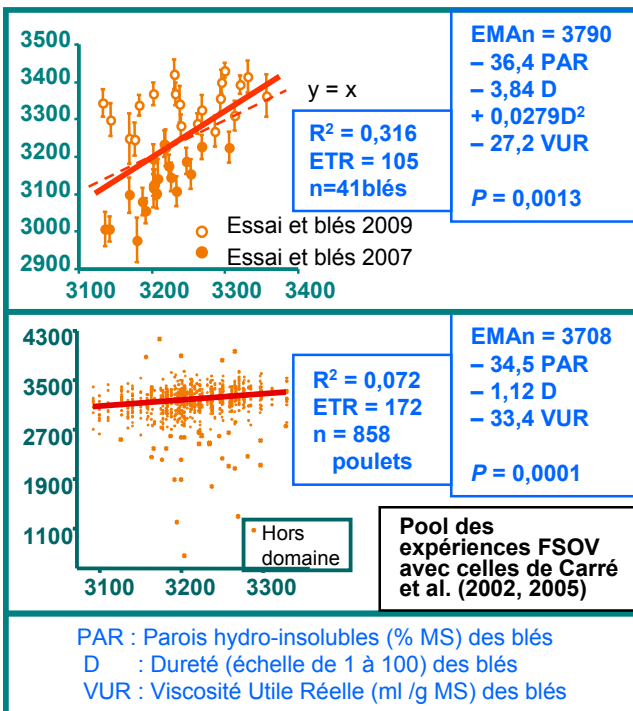 3500
3400
3300
3200
3100
3000
2900
3100
3200
3300
3400
y = x
R² = 0,316
ETR = 105
n=41blés
EMAn = 3790
– 36,4 PAR
– 3,84 D
+ 0,0279D²
– 27,2 VUR
P = 0,0013
Essai et blés 2009
Essai et blés 2007
4300
3500
2700
1900
1100
3100
3200
3300
R² = 0,072
ETR = 172
n = 858
poulets
EMAn = 3708
– 34,5 PAR
– 1,12 D
– 33,4 VUR
P = 0,0001
Hors
domaine
Pool des
expériences FSOV
avec celles de Carré
et al. (2002, 2005)
PAR : Parois hydro-insolubles (% MS) des blés
D : Dureté (échelle de 1 à 100) des blés
VUR : Viscosité Utile Réelle (ml /g MS) des blés